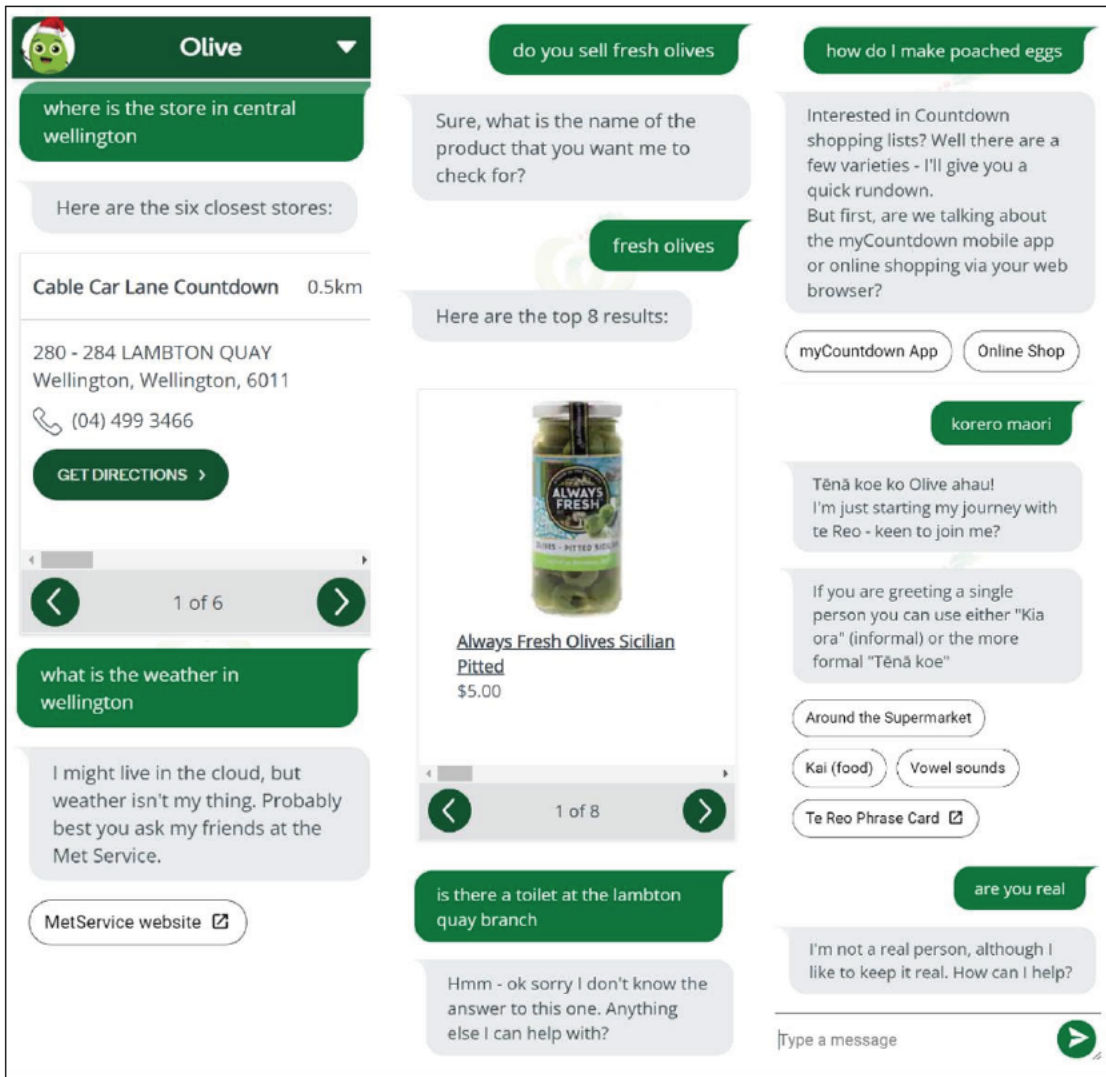 Olive
where is the store in central
wellington
Here are the six closest stores:
Cable Car Lane Countdown 0.5km
280 - 284 LAMBTON QUAY
Wellington, Wellington, 6011
(04) 499 3466
GET DIRECTIONS >
1 of 6
what is the weather in
wellington
I might live in the cloud, but
weather isn't my thing. Probably
best you ask my friends at the
Met Service.
MetService website
do you sell fresh olives
Sure, what is the name of the
product that you want me to
check for?
fresh olives
Here are the top 8 results:
ALWAYS
FRESH
OLIVES - PITTED SICILIAN
Always Fresh Olives Sicilian
Pitted
$5.00
1 of 8
is there a toilet at the lambton
quay branch
Hmm - ok sorry I don't know the
answer to this one. Anything
else I can help with?
how do I make poached eggs
Interested in Countdown
shopping lists? Well there are a
few varieties - I'll give you a
quick rundown.
But first, are we talking about
the myCountdown mobile app
or online shopping via your web
browser?
myCountdown App
Online Shop
korero maori
Tēnā koe ko Olive ahau!
I'm just starting my journey with
te Reo - keen to join me?
If you are greeting a single
person you can use either "Kia
ora" (informal) or the more
formal "Tēnā koe"
Around the Supermarket
Kai (food)
Vowel sounds
Te Reo Phrase Card
are you real
I'm not a real person, although I
like to keep it real. How can I help?
Type a message